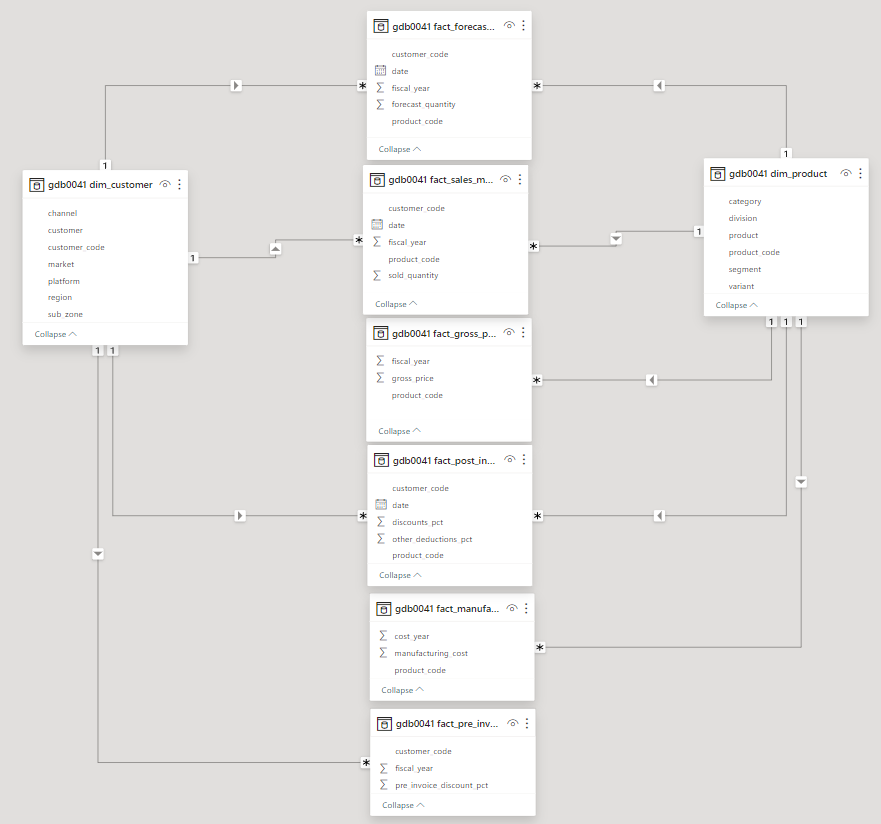 gdb0041 fact_forecas...
customer_code
date
fiscal_year
forecast_quantity
product_code
Collapse
*
*
1
1
gdb0041 dim_customer
channel
customer
customer_code
market
platform
region
sub_zone
Collapse
1
1
1
gdb0041 fact_sales_m...
customer_code
date
fiscal_year
product_code
sold_quantity
Collapse
*
*
gdb0041 dim_product
category
division
product
product_code
segment
variant
Collapse
1
1
1
1
gdb0041 fact_gross_p...
fiscal_year
gross_price
product_code
Collapse
*
gdb0041 fact_post_in...
customer_code
date
discounts_pct
other_deductions_pct
product_code
Collapse
*
*
gdb0041 fact_manufa...
cost_year
manufacturing_cost
product_code
Collapse
*
gdb0041 fact_pre_inv...
customer_code
fiscal_year
pre_invoice_discount_pct
Collapse
*